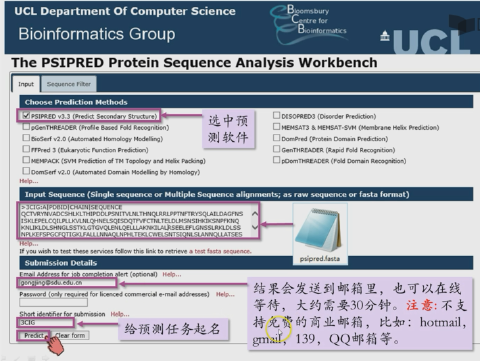 UCL Department Of Computer Science
Bioinformatics Group
Bloomsbury
Centre for
Bioinformatics
UCL
The PSIPRED Protein Sequence Analysis Workbench
Input
Sequence Filter
Choose Prediction Methods
PSIPRED v3.3 (Predict Secondary Structure)
DISOPRED3 (Disorder Prediction)
pGenTHREADER (Profile Based Fold Recognition)
MEMSAT3 & MEMSAT-SVM (Membrane Helix Prediction)
BioSerf v2.0 (Automated Homology Modelling)
DomPred (Protein Domain Prediction)
FFPred 3 (Eukaryotic Function Prediction)
GenTHREADER (Rapid Fold Recognition)
MEMPACK (SVM Prediction of TM Topology and Helix Packing)
pDomTHREADER (Fold Domain Recognition)
DomSerf v2.0 (Automated Domain Modelling by Homology)
Help...
选中预
测软件
Input Sequence (Single sequence or Multiple Sequence alignments; as raw sequence or fasta format)
>3CIG:A|PDBID|CHAIN|SEQUENCE
Help...
If you wish to test these services follow this link to retrieve a test fasta sequence.
psipred.fasta
Submission Details
Email Address for job completion alert (optional) Help...
gongjing@sdu.edu.cn
Password (only required for licenced commercial e-mail addresses) Help...
Short identifier for submission Help...
3CIG
Predict
Clear form
给预测任务起名
结果会发送到邮箱里，也可以在线
等待，大约需要30分钟。注意：不支
持免费的商业邮箱，比如：hotmail，
gmail，139，QQ邮箱等。